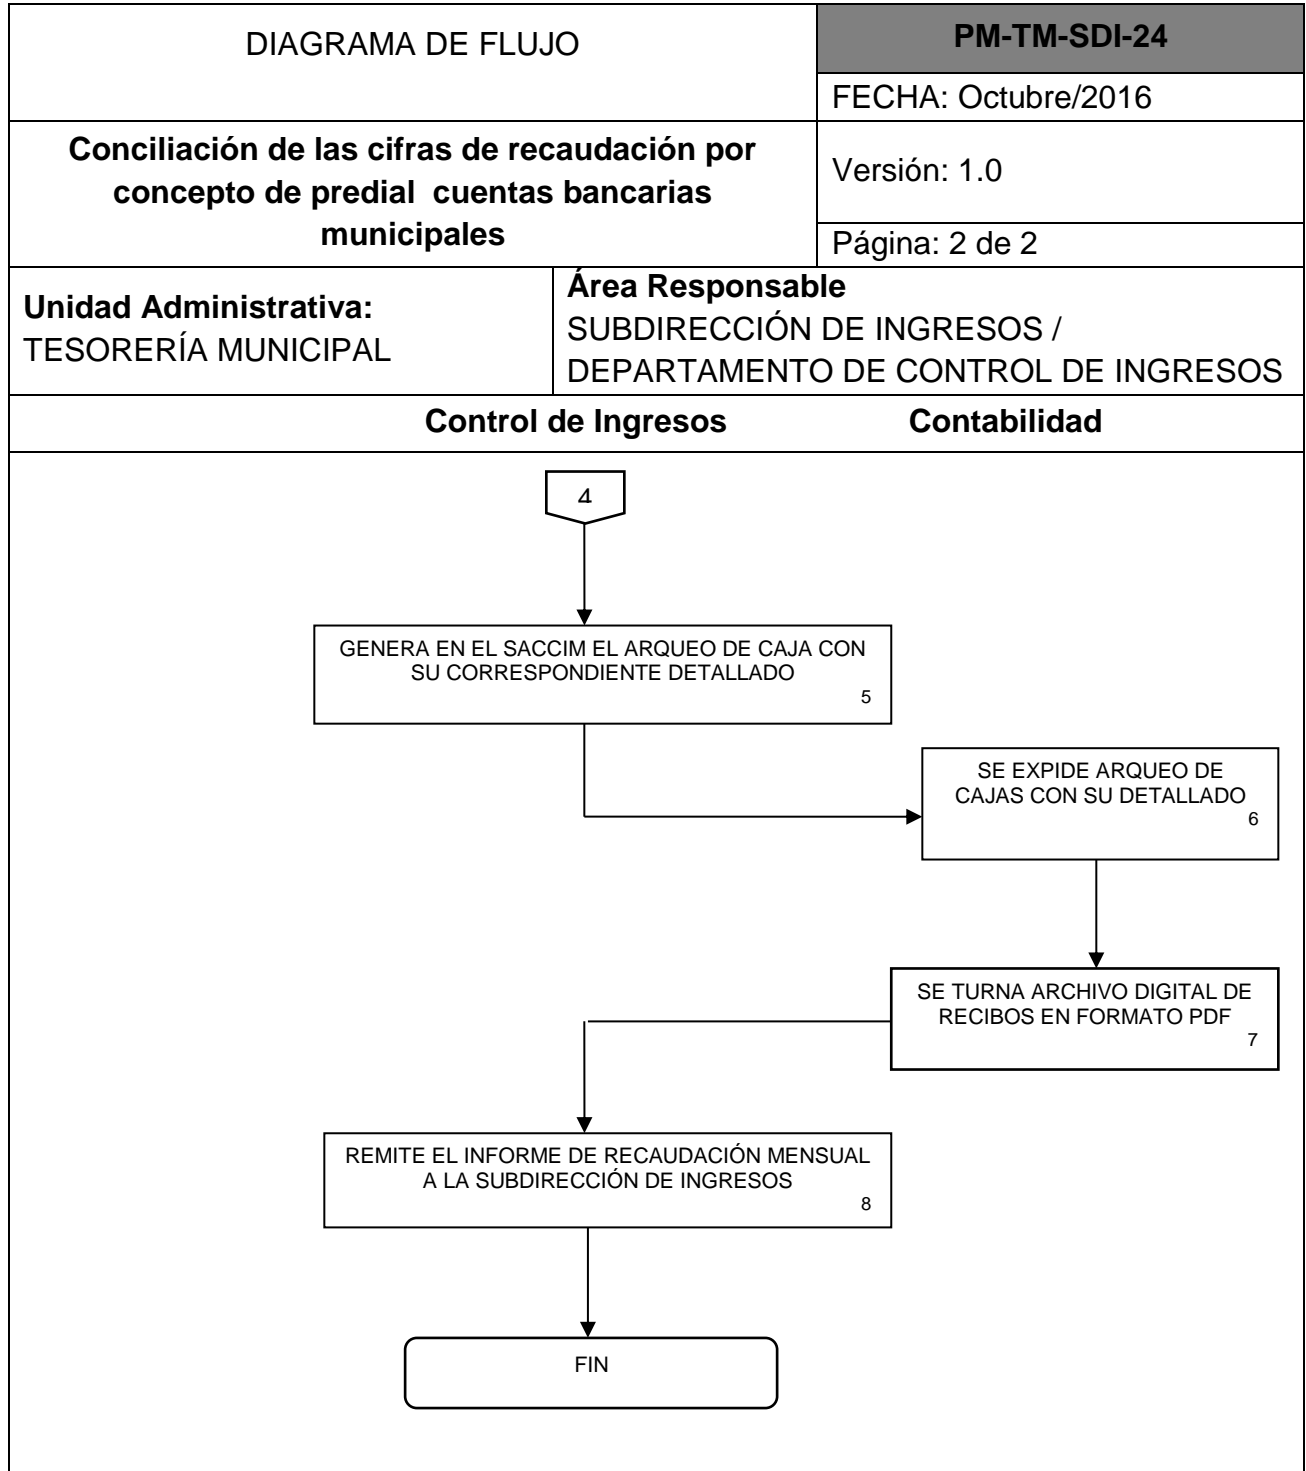 DIAGRAMA DE FLUJO
PM-TM-SDI-24
FECHA: Octubre/2016
Conciliación de las cifras de recaudación por
concepto de predial  cuentas bancarias
municipales
Versión: 1.0
Página: 2 de 2
Unidad Administrativa:
TESORERÍA MUNICIPAL
Área Responsable
SUBDIRECCIÓN DE INGRESOS /
DEPARTAMENTO DE CONTROL DE INGRESOS
Control de Ingresos
Contabilidad
4
GENERA EN EL SACCIM EL ARQUEO DE CAJA CON
SU CORRESPONDIENTE DETALLADO
5
SE EXPIDE ARQUEO DE
CAJAS CON SU DETALLADO
6
SE TURNA ARCHIVO DIGITAL DE
RECIBOS EN FORMATO PDF
7
REMITE EL INFORME DE RECAUDACIÓN MENSUAL
A LA SUBDIRECCIÓN DE INGRESOS
8
FIN